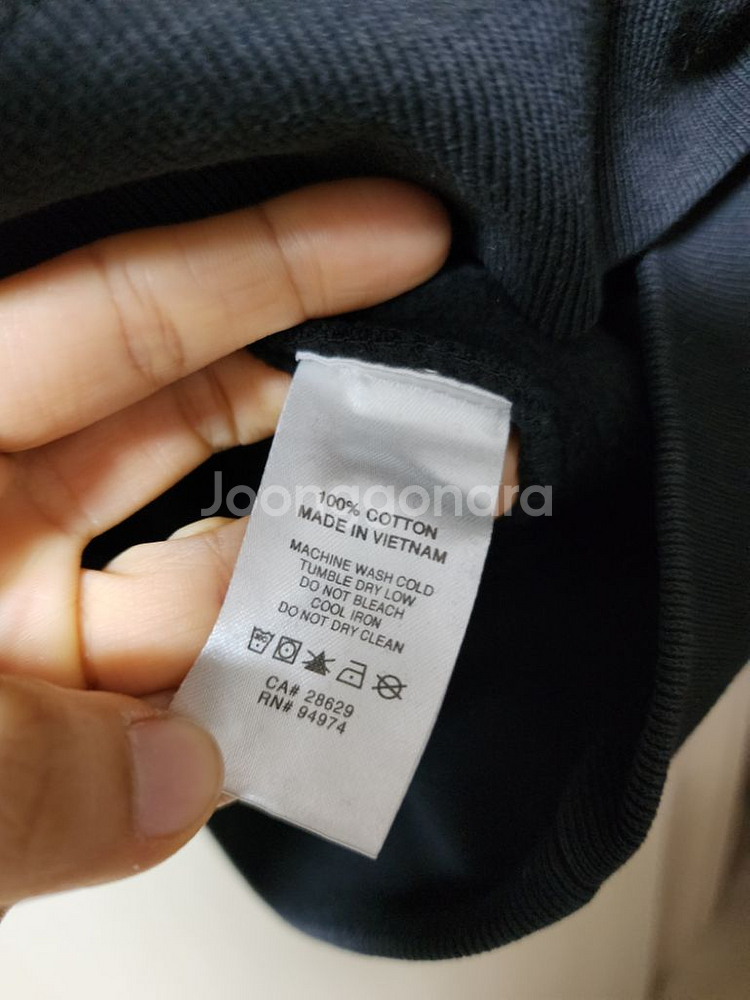 Joonggonara
100% COTTON
MADE IN VIETNAM
MACHINE WASH COLD
TUMBLE DRY LOW
DO NOT BLEACH
COOL IRON
DO NOT DRY CLEAN
CA# 28629
RN# 94974